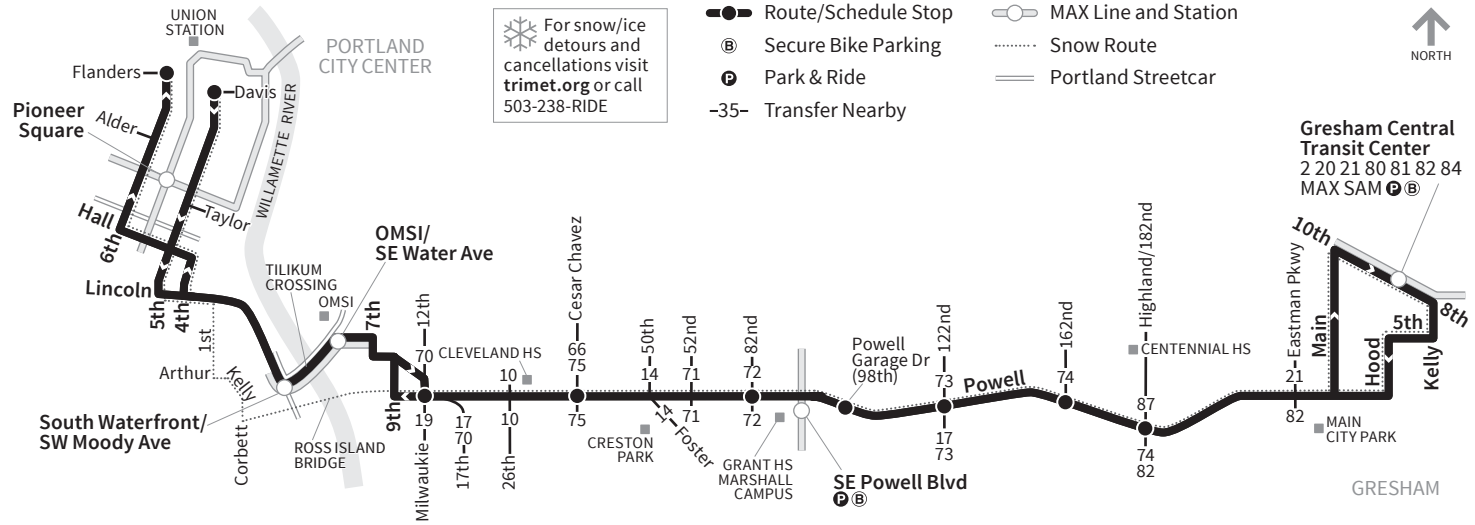 UNION
STATION
PORTLAND
CITY CENTER
Flanders
Davis
Pioneer
Square
Alder
WILLAMETTE RIVER
Taylor
Hall
6th
Lincoln
5th
4th
1st
Arthur
Kelly
Corbett
South Waterfront/
SW Moody Ave
TILIKUM
CROSSING
OMSI
OMSI/
SE Water Ave
ROSS ISLAND
BRIDGE
For snow/ice
detours and
cancellations visit
trimet.org or call
503-238-RIDE
Route/Schedule Stop
B Secure Bike Parking
P Park & Ride
–35– Transfer Nearby
MAX Line and Station
Snow Route
Portland Streetcar
NORTH
7th
9th
12th
70
19
Milwaukie
17
70
17th
CLEVELAND HS
10
10
26th
Cesar Chavez
66
75
75
50th
14
14
Foster
CRESTON
PARK
52nd
71
71
82nd
72
72
GRANT HS
MARSHALL
CAMPUS
SE Powell Blvd
P B
Powell
Garage Dr
(98th)
122nd
73
17
73
Powell
162nd
74
Highland/182nd
87
74
82
CENTENNIAL HS
Eastman Pkwy
21
82
MAIN
CITY PARK
Main
10th
Hood
5th
Kelly
8th
Gresham Central
Transit Center
2 20 21 80 81 82 84
MAX SAM P B
GRESHAM